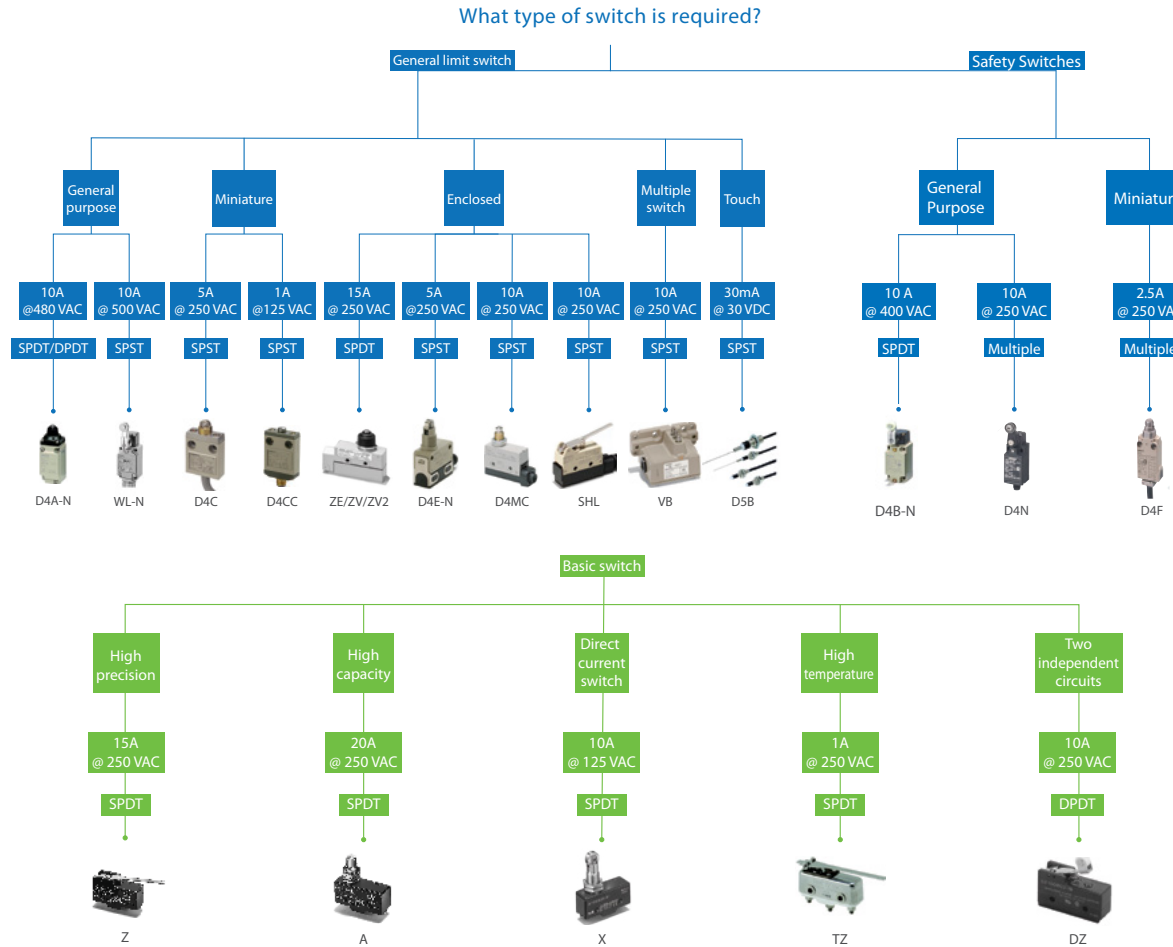 What type of switch is required?
General limit switch
Safety Switches
General
purpose
Miniature
Enclosed
Multiple
switch
Touch
General
Purpose
Miniatur
10A
@480 VAC
10A
@ 500 VAC
5A
@ 250 VAC
1A
@125 VAC
15A
@ 250 VAC
5A
@250 VAC
10A
@ 250 VAC
10A
@ 250 VAC
10A
@ 250 VAC
30mA
@ 30 VDC
10 A
@ 400 VAC
10A
@ 250 VAC
2.5A
@ 250 VA
SPDT/DPDT
SPST
SPST
SPST
SPDT
SPST
SPST
SPST
SPST
SPST
SPDT
Multiple
Multiple
D4A-N
WL-N
D4C
D4CC
ZE/ZV/ZV2
D4E-N
D4MC
SHL
VB
D5B
D4B-N
D4N
D4F
Basic switch
High
precision
High
capacity
Direct
current
switch
High
temperature
Two
independent
circuits
15A
@ 250 VAC
20A
@ 250 VAC
10A
@ 125 VAC
1A
@ 250 VAC
10A
@ 250 VAC
SPDT
SPDT
SPDT
SPDT
DPDT
Z
A
X
TZ
DZ